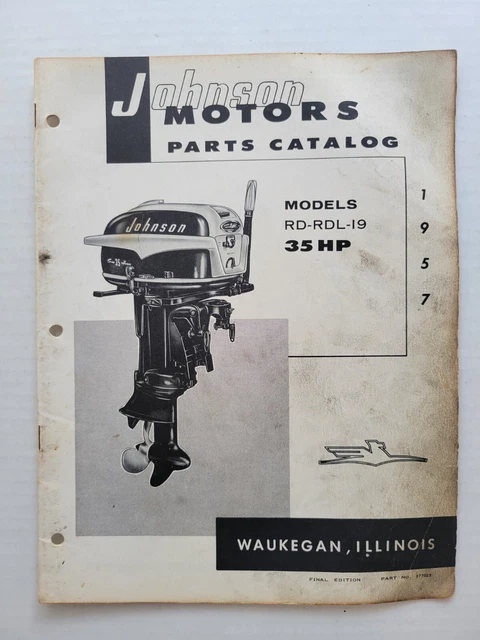 Johnson
MOTORS
PARTS CATALOG
MODELS
RD-RDL-19
35 HP
1
9
5
7
Johnson
35
WAUKEGAN, ILLINOIS
FINAL EDITION PART NO.